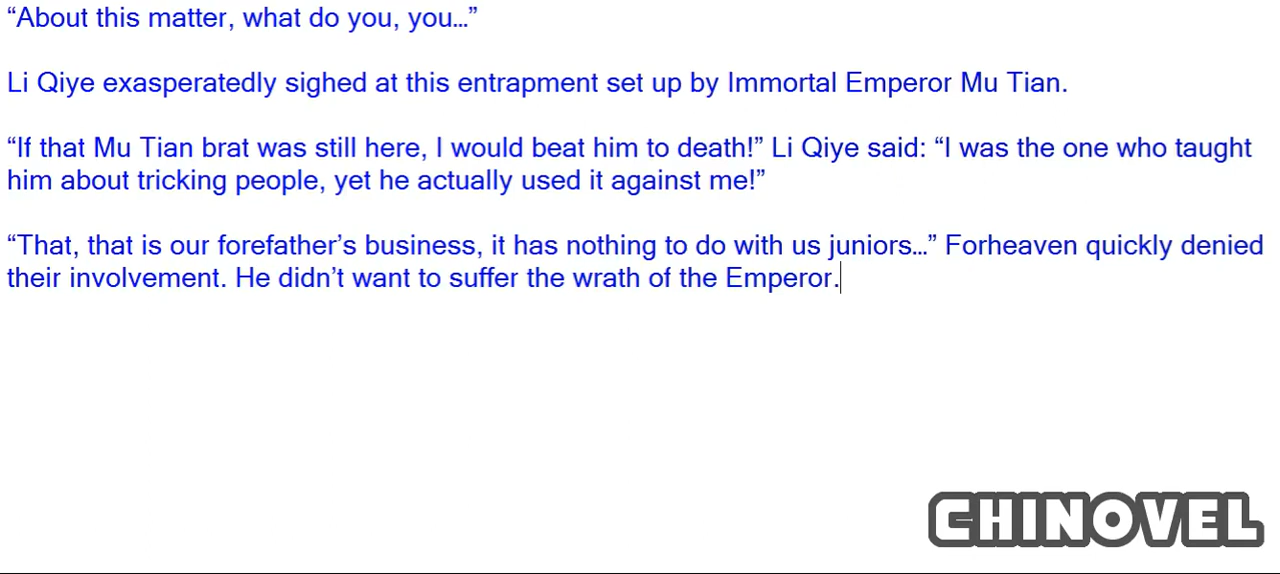 “About this matter, what do you, you…”
Li Qiye exasperatedly sighed at this entrapment set up by Immortal Emperor Mu Tian.
“If that Mu Tian brat was still here, I would beat him to death!” Li Qiye said: “I was the one who taught
him about tricking people, yet he actually used it against me!”
“That, that is our forefather’s business, it has nothing to do with us juniors…” Forheaven quickly denied
their involvement. He didn’t want to suffer the wrath of the Emperor.
CHINOVEL